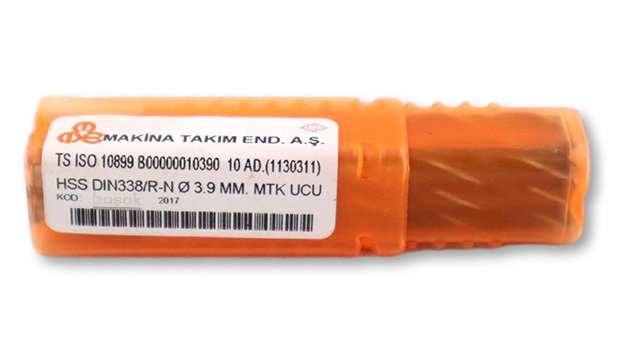 MAKİNA TAKIM END. A.Ş.
TS ISO 10899 B00000010390 10 AD.(1130311)
HSS DIN338/R-N Ø 3.9 MM. MTK UCU
KOD: başak 2017